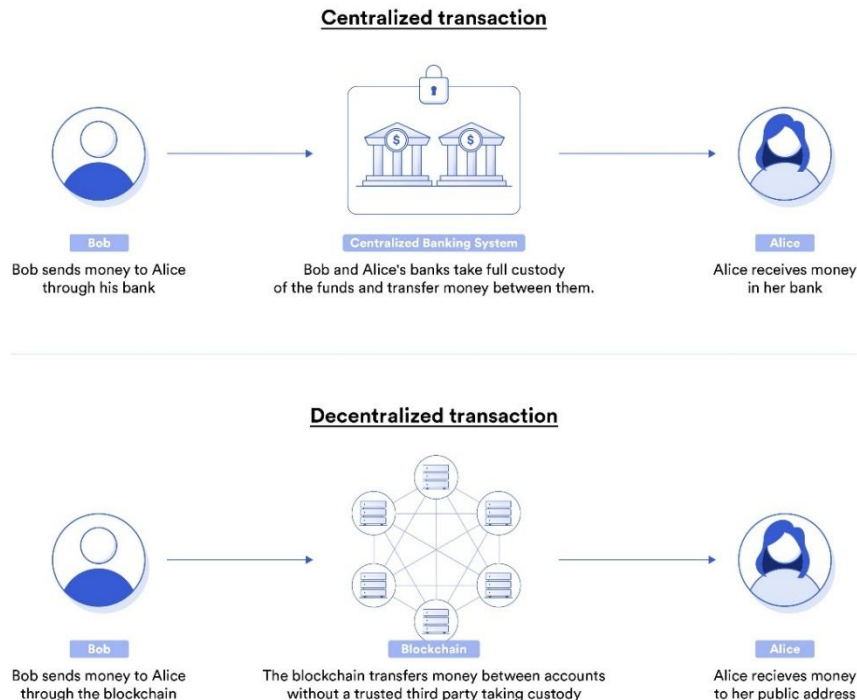 Centralized transaction
$ $
Bob
Centralized Banking System
Alice
Bob sends money to Alice
through his bank
Bob and Alice's banks take full custody
of the funds and transfer money between them.
Alice receives money
in her bank
Decentralized transaction
Bob
Blockchain
Alice
Bob sends money to Alice
through the blockchain
The blockchain transfers money between accounts
without a trusted third party taking custody
Alice recieves money
to her public address